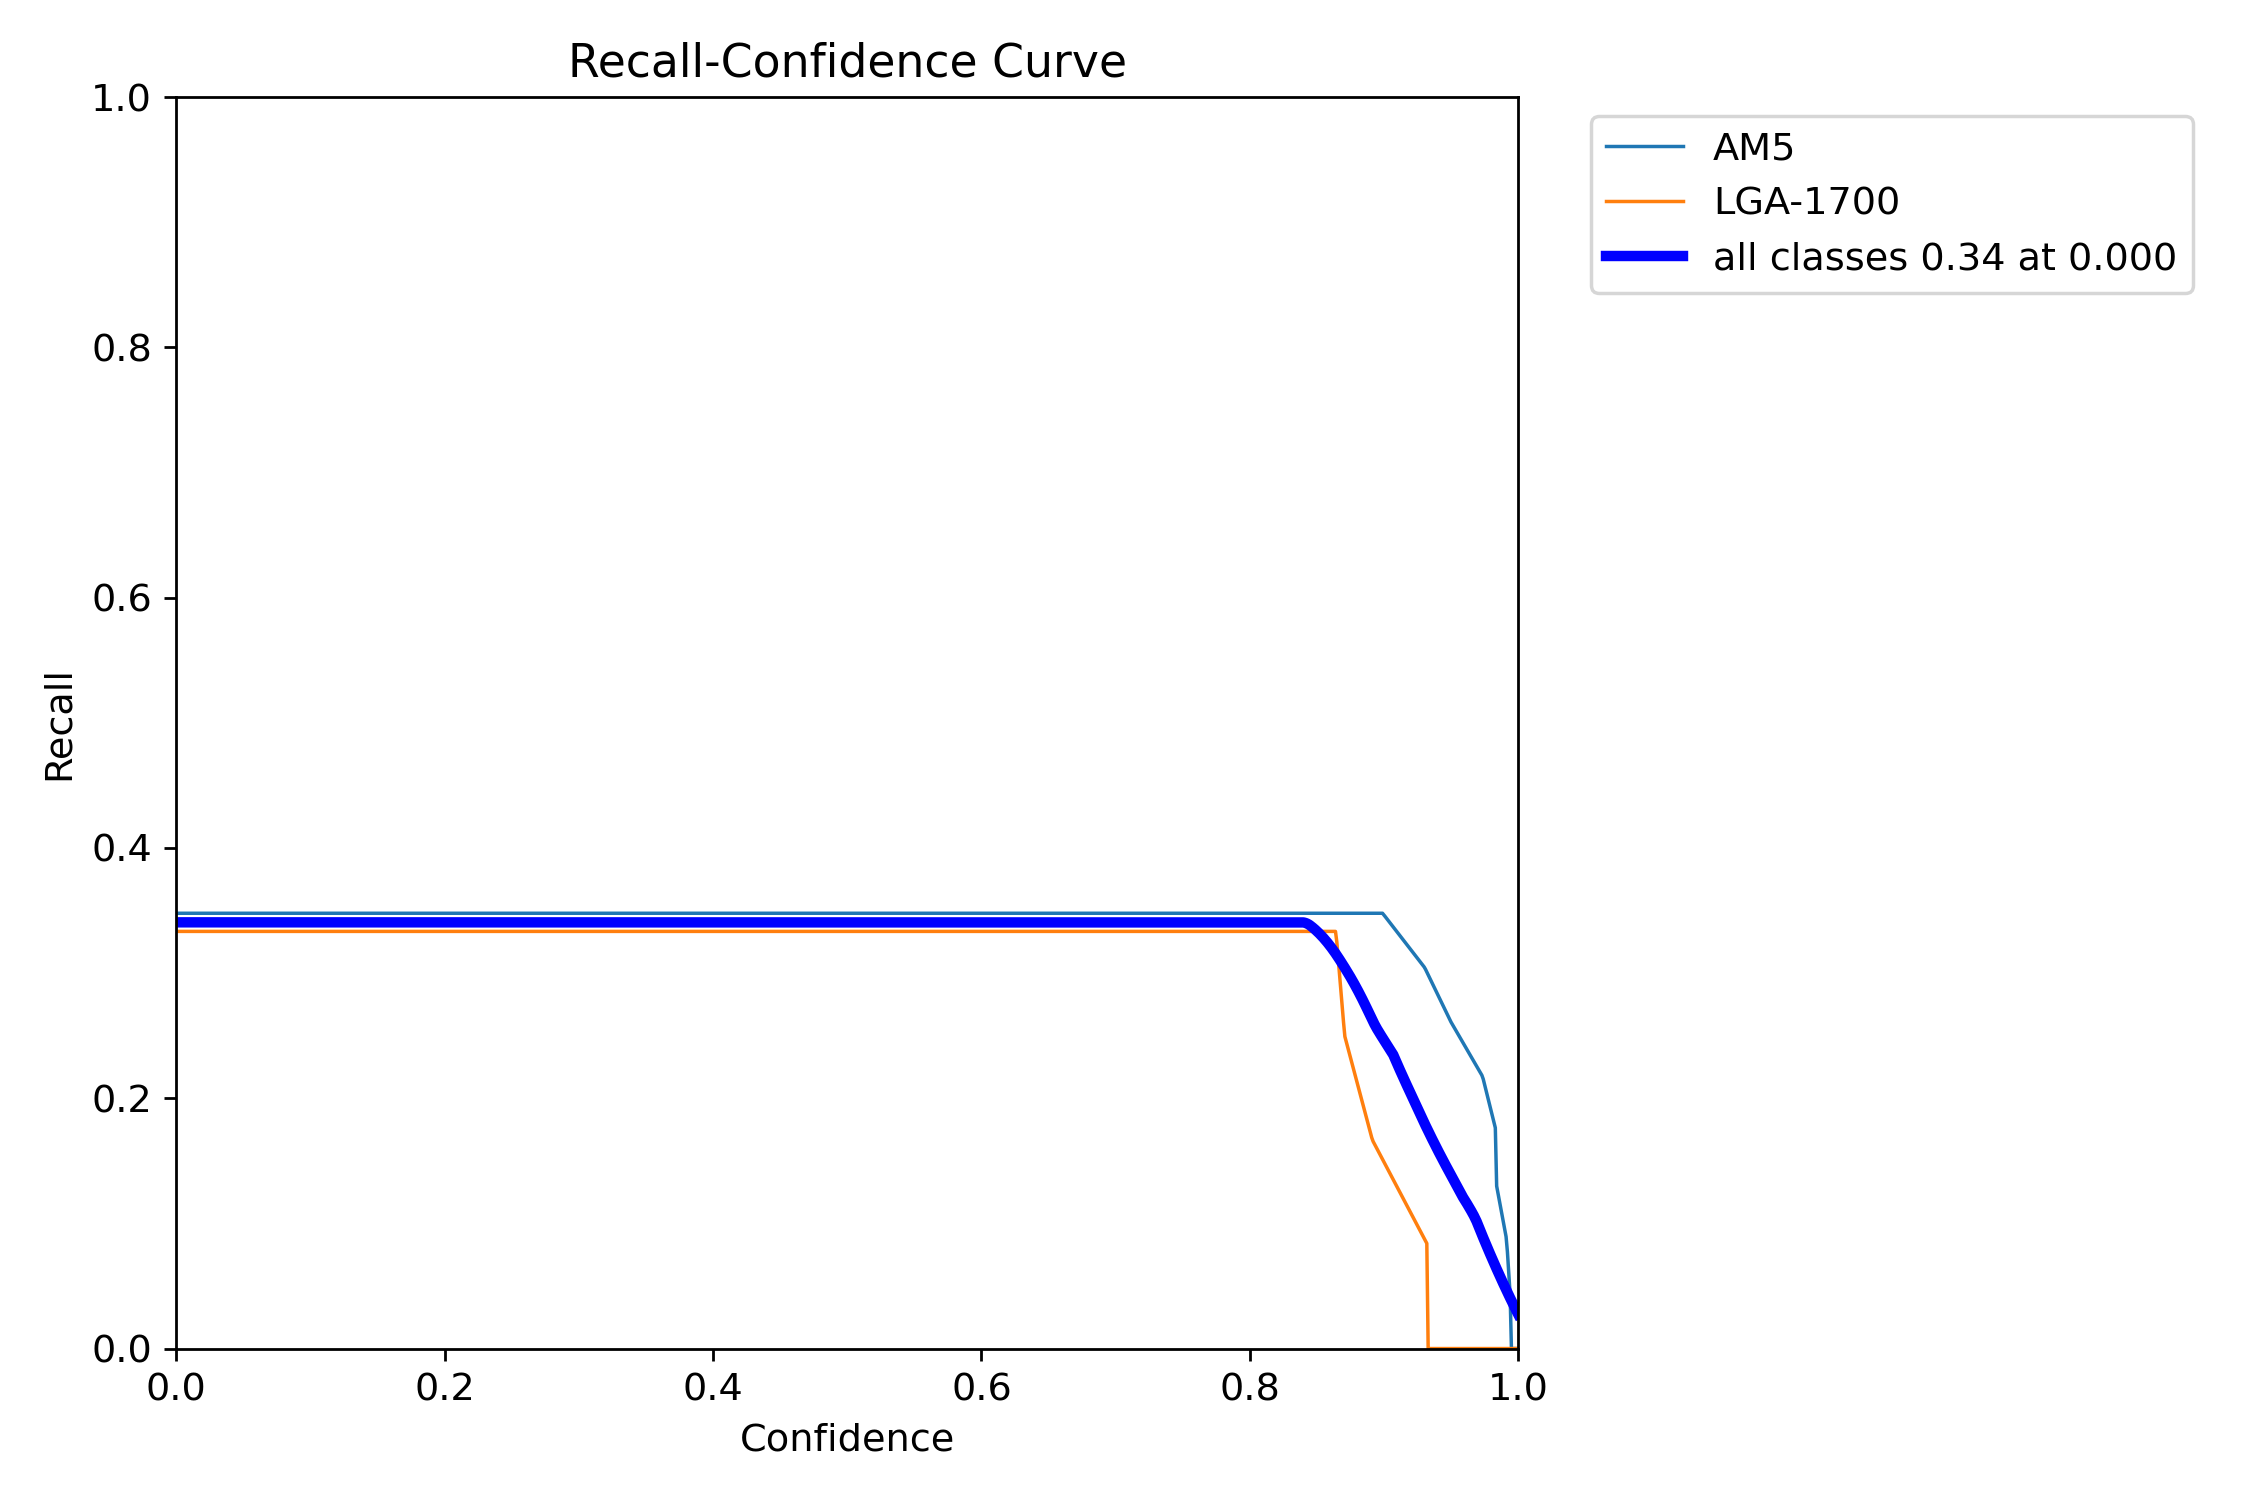 Recall-Confidence Curve
1.0
0.8
0.6
0.4
0.2
0.0
Recall
0.0 0.2 0.4 0.6 0.8 1.0
Confidence
AM5
LGA-1700
all classes 0.34 at 0.000